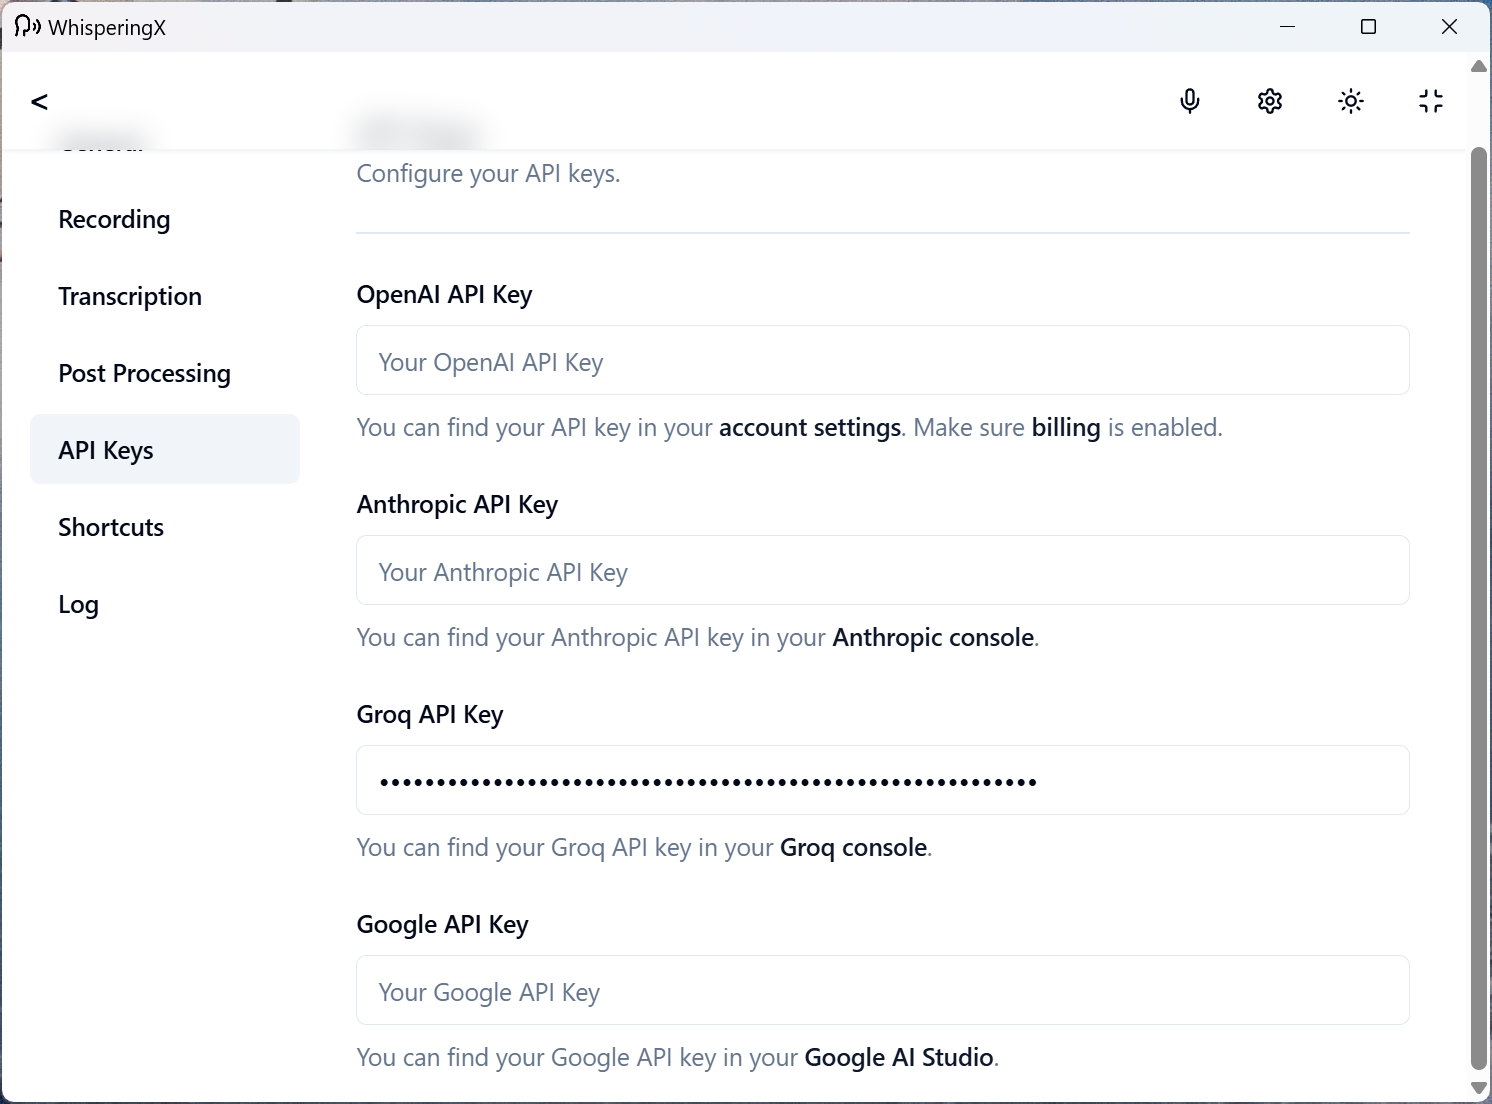 WhisperingX
<
General
Configure your API keys.
Recording
Transcription
Post Processing
API Keys
Shortcuts
Log
OpenAI API Key
Your OpenAI API Key
You can find your API key in your account settings. Make sure billing is enabled.
Anthropic API Key
Your Anthropic API Key
You can find your Anthropic API key in your Anthropic console.
Groq API Key
••••••••••••••••••••••••••••••••••••••••••••••••••••••••
You can find your Groq API key in your Groq console.
Google API Key
Your Google API Key
You can find your Google API key in your Google AI Studio.